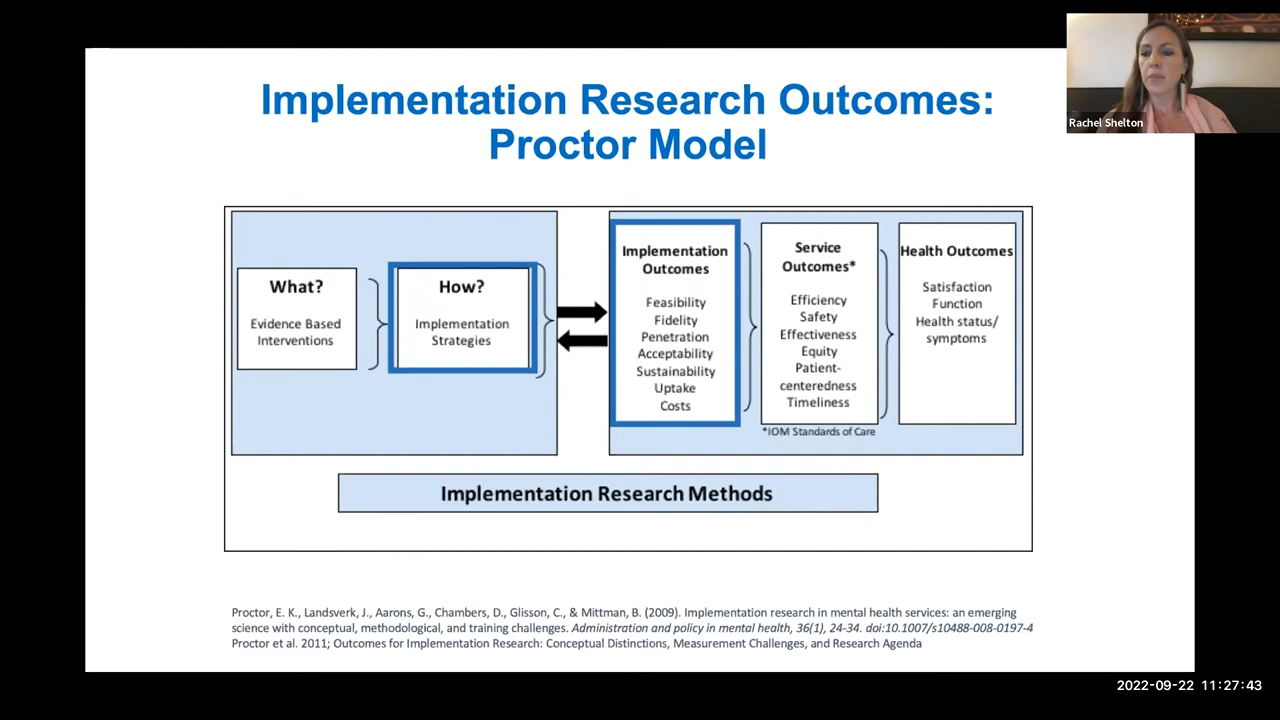 Implementation Research Outcomes:
Proctor Model
Rachel Shelton
What?
Evidence Based
Interventions
How?
Implementation
Strategies
Implementation
Outcomes
Feasibility
Fidelity
Penetration
Acceptability
Sustainability
Uptake
Costs
Service
Outcomes*
Efficiency
Safety
Effectiveness
Equity
Patient-
centeredness
Timeliness
*IOM Standards of Care
Health Outcomes
Satisfaction
Function
Health status/
symptoms
Implementation Research Methods
Proctor, E. K., Landsverk, J., Aarons, G., Chambers, D., Glisson, C., & Mittman, B. (2009). Implementation research in mental health services: an emerging
science with conceptual, methodological, and training challenges. Administration and policy in mental health, 36(1), 24-34. doi:10.1007/s10488-008-0197-4
Proctor et al. 2011; Outcomes for Implementation Research: Conceptual Distinctions, Measurement Challenges, and Research Agenda
2022-09-22 11:27:43